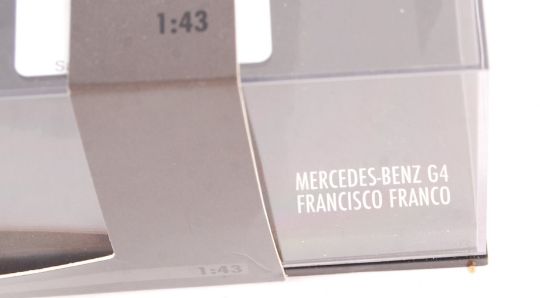 1:43
MERCEDES-BENZ G4
FRANCISCO FRANCO
1:43